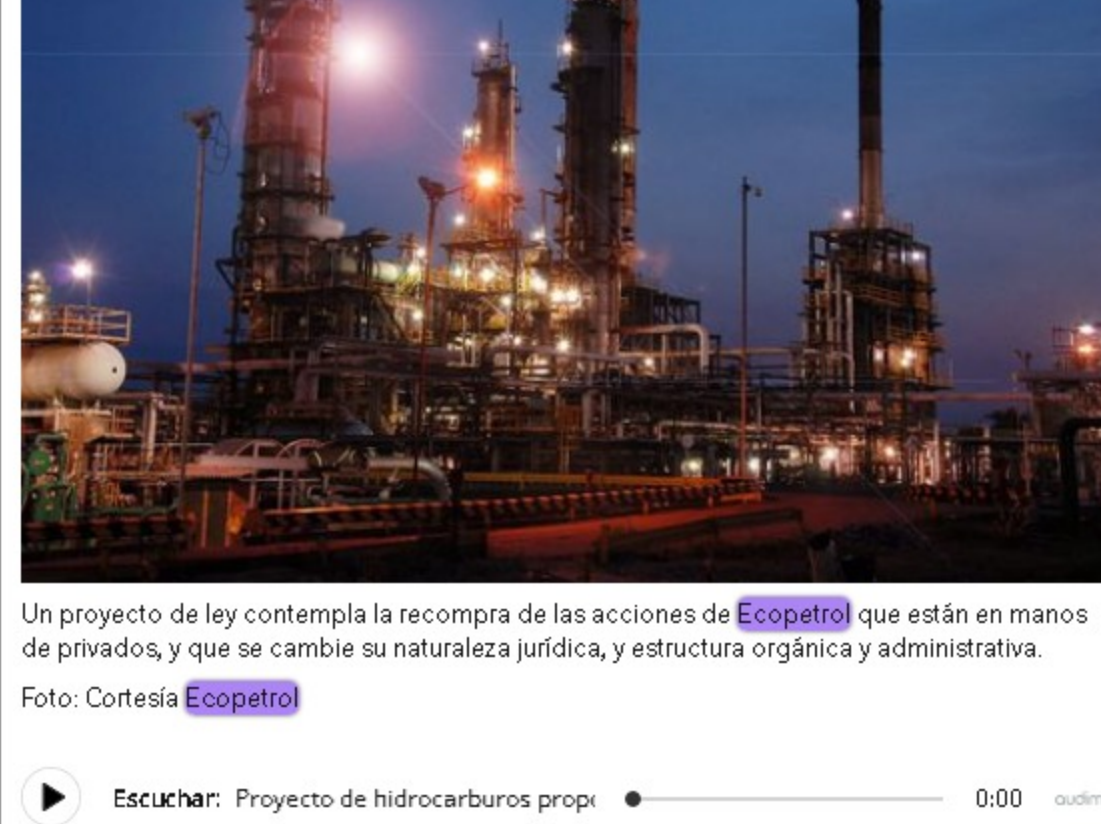 Un proyecto de ley contempla la recompra de las acciones de Ecopetrol que están en manos
de privados, y que se cambie su naturaleza jurídica, y estructura orgánica y administrativa.
Foto: Cortesía Ecopetrol
Escuchar: Proyecto de hidrocarburos 0:00